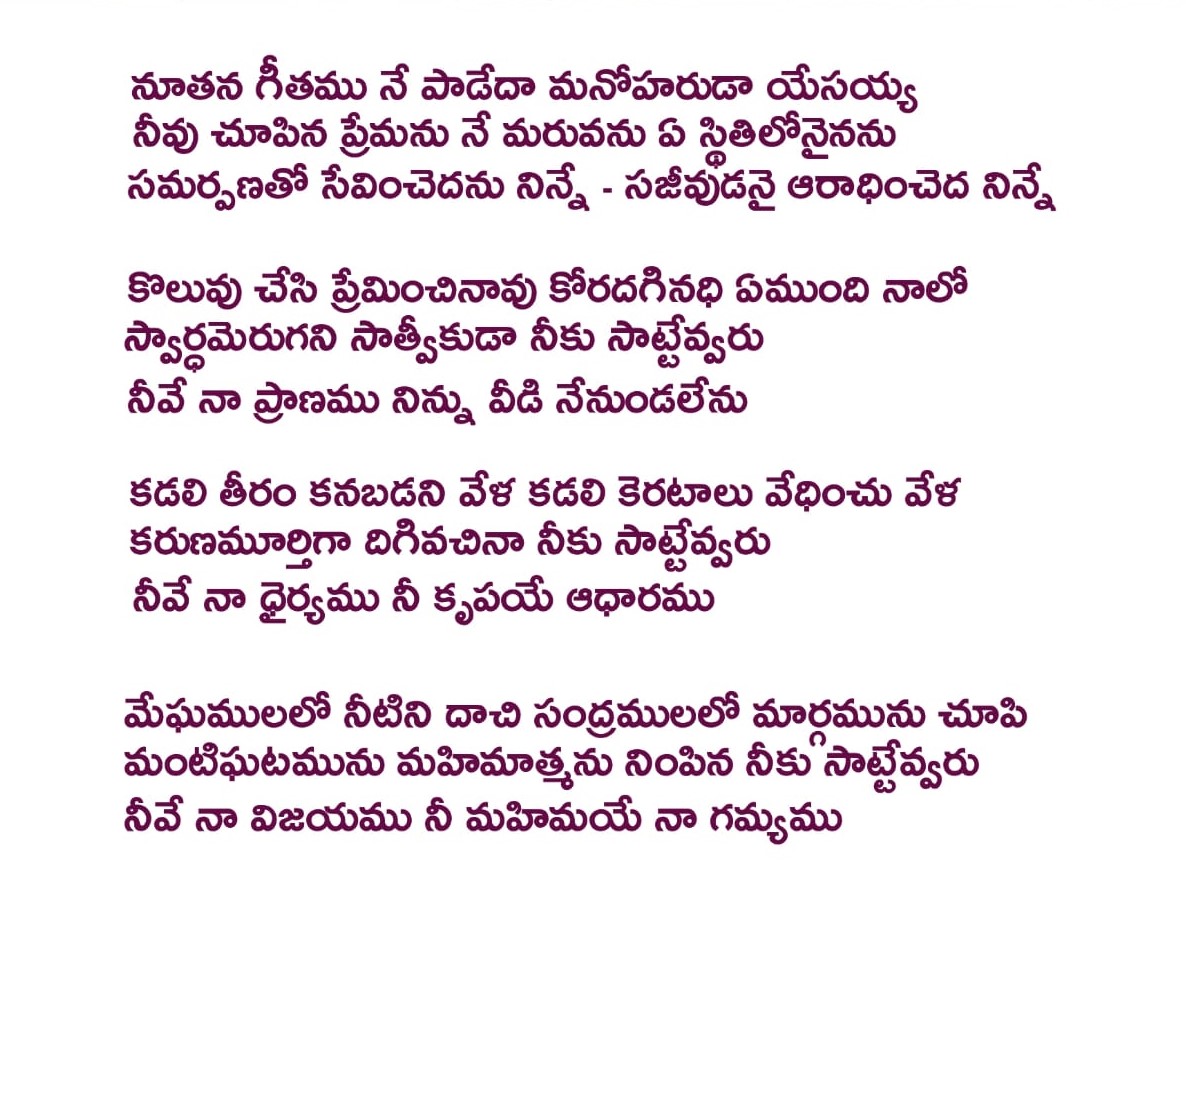 నూతన గీతము నే పాడేదా మనోహరుడా యేసయ్య
నీవు చూపిన ప్రేమను నే మరువను ఏ స్థితిలోనైనను
సమర్పణతో సేవించెదను నిన్నే - సజీవుడనై ఆరాధించెద నిన్నే
కొలువు చేసి ప్రేమించినావు కోరదగినధి ఏముంది నాలో
స్వార్ధమెరుగని సాత్వీకుడా నీకు సాట్టేవ్వరు
నీవే నా ప్రాణము నిన్ను వీడి నేనుండలేను
కడలి తీరం కనబడని వేళ కడలి కెరటాలు వేధించు వేళ
కరుణమూర్తిగా దిగివచినా నీకు సాట్టేవ్వరు
నీవే నా ధైర్యము నీ కృపయే ఆధారము
మేఘములలో నీటిని దాచి సంద్రములలో మార్గమును చూపి
మంటిఘటమును మహిమాత్మను నింపిన నీకు సాట్టేవ్వరు
నీవే నా విజయము నీ మహిమయే నా గమ్యము